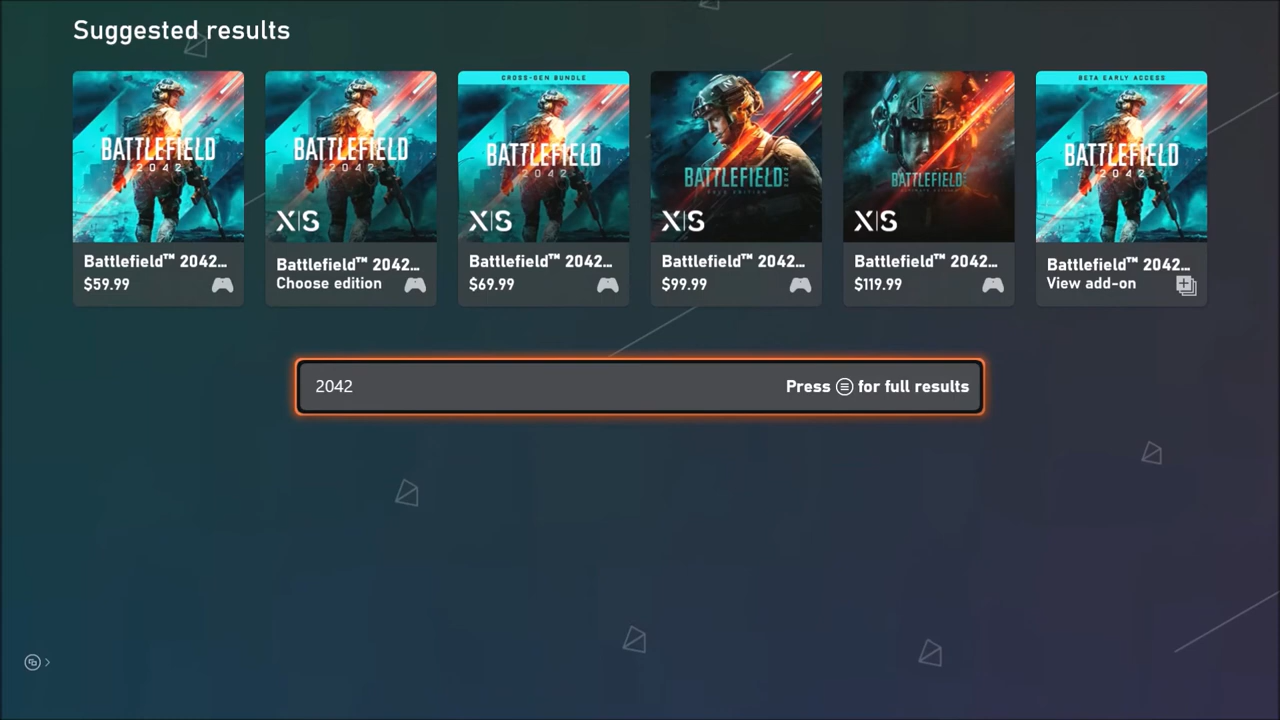 Suggested results
BATTLEFIELD
2042
Battlefield™ 2042...
$59.99
BATTLEFIELD
2042
X|S
Battlefield™ 2042...
Choose edition
CROSS-GEN BUNDLE
BATTLEFIELD
2042
X|S
Battlefield™ 2042...
$69.99
BATTLEFIELD
X|S
Battlefield™ 2042...
$99.99
BATTLEFIELD
X|S
Battlefield™ 2042...
$119.99
BETA EARLY ACCESS
BATTLEFIELD
2042
Battlefield™ 2042...
View add-on
2042
Press ☰ for full results